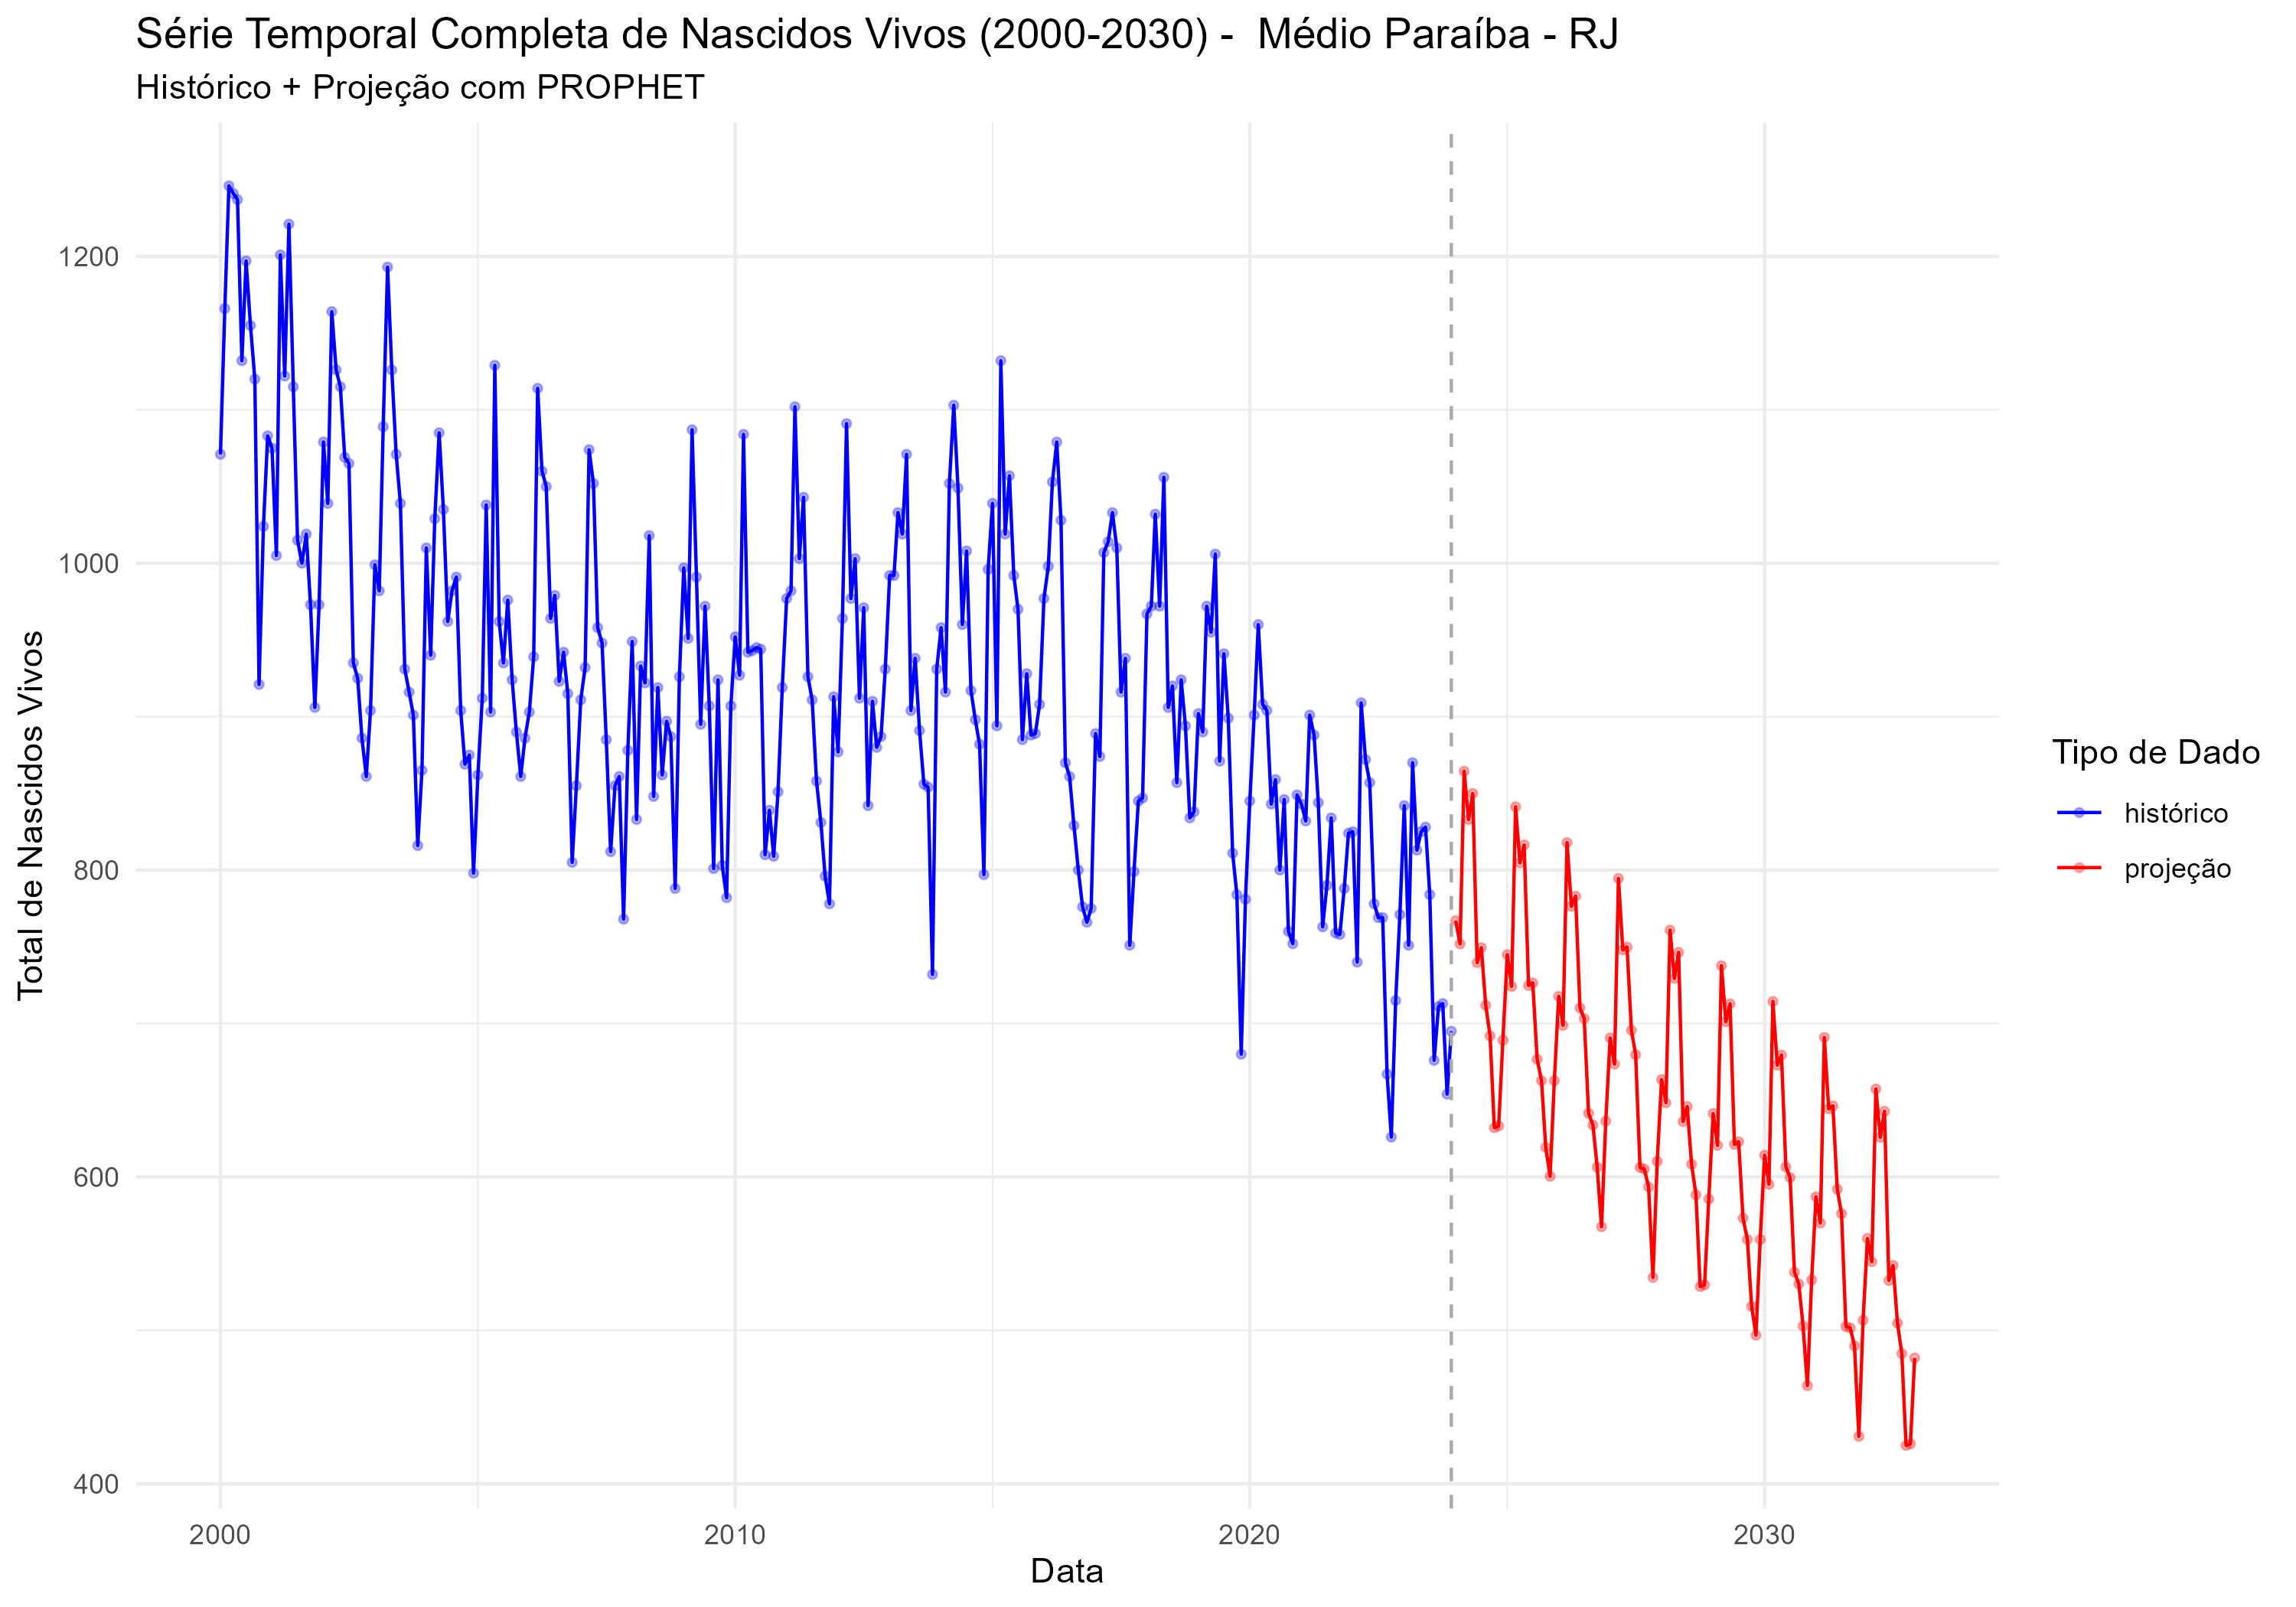 Série Temporal Completa de Nascidos Vivos (2000-2030) -  Médio Paraíba - RJ
Histórico + Projeção com PROPHET
Total de Nascidos Vivos
1200
1000
800
600
400
2000
2010
2020
2030
Data
Tipo de Dado
histórico
projeção